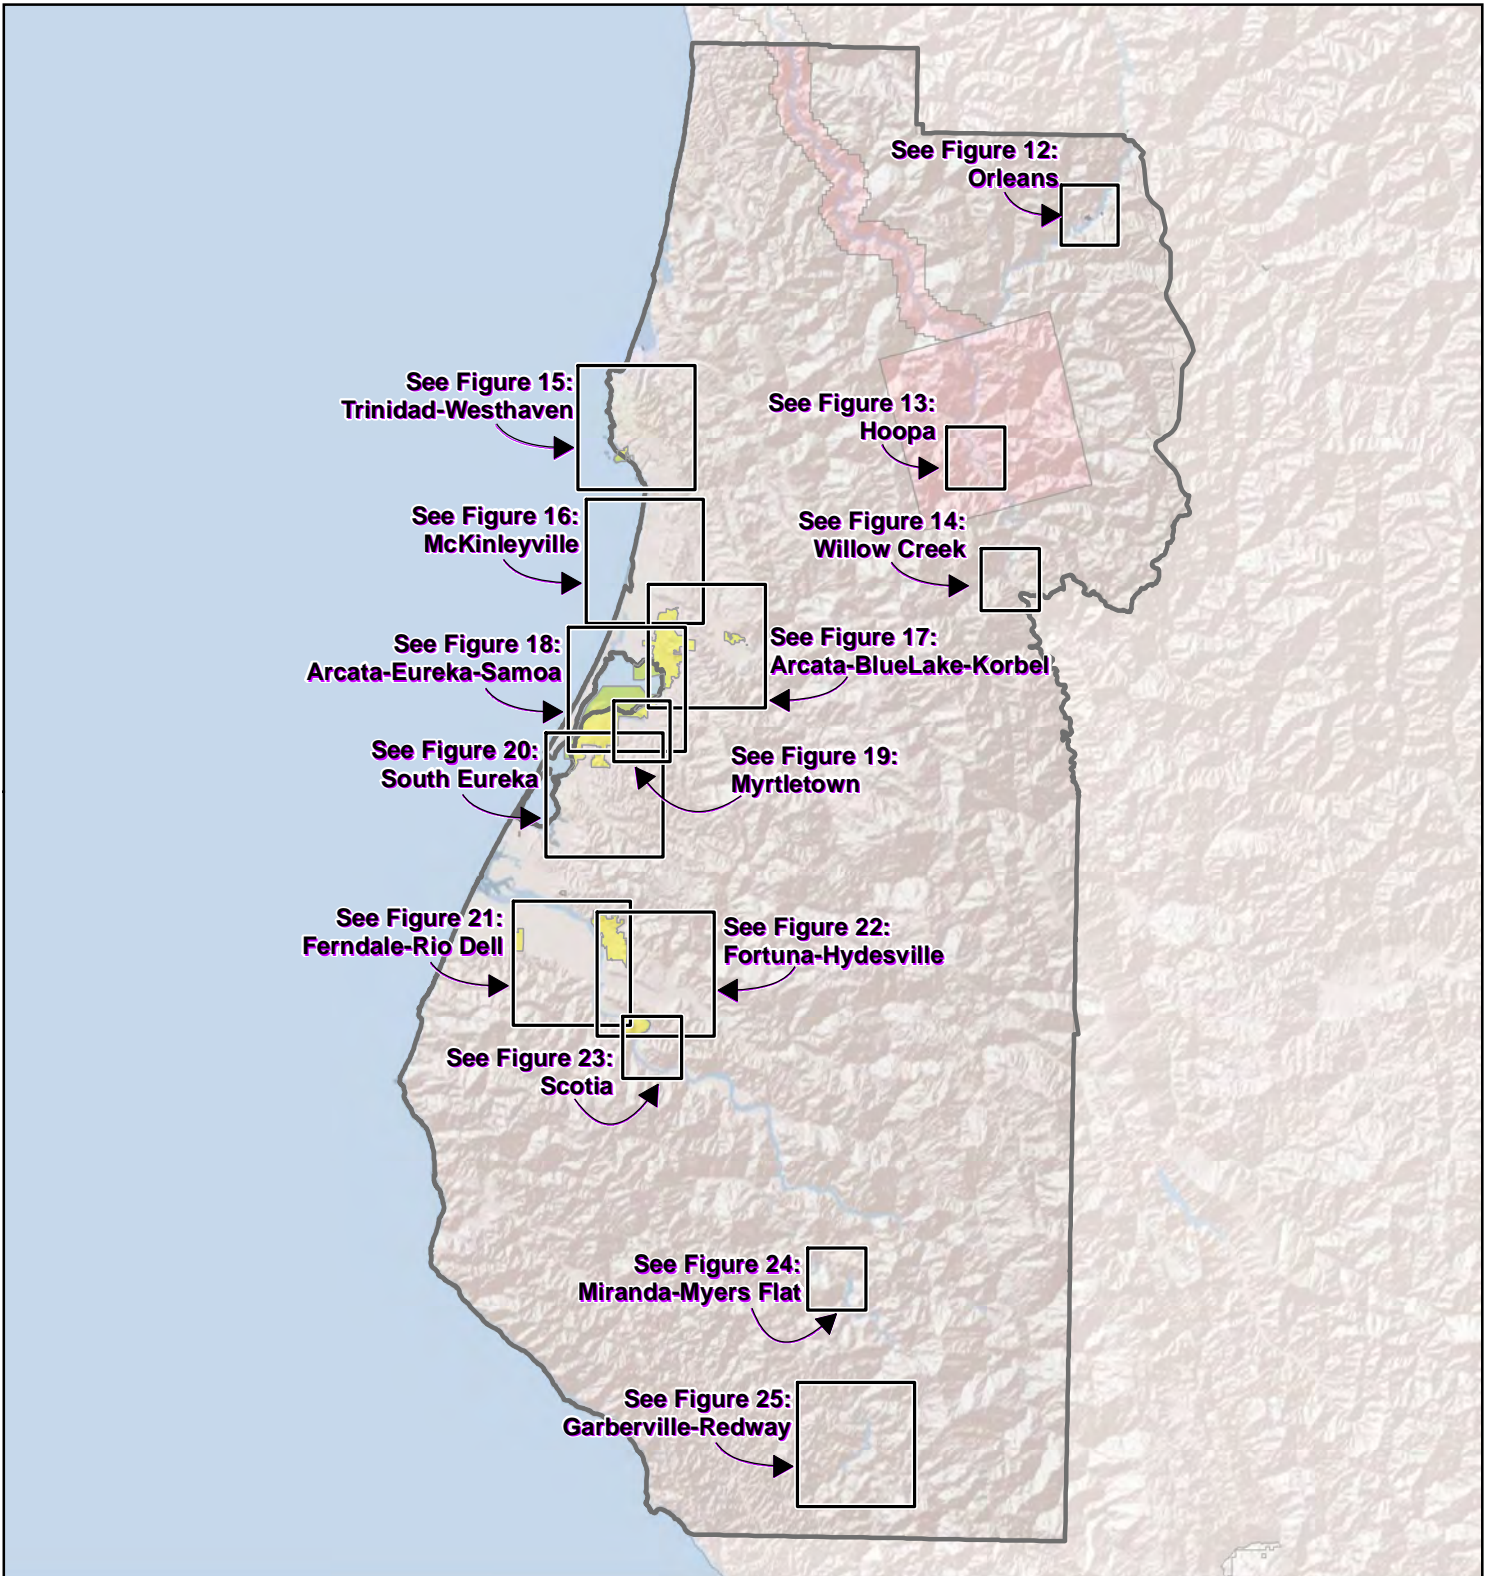 See Figure 12:
Orleans
See Figure 15:
Trinidad-Westhaven
See Figure 13:
Hoopa
See Figure 16:
McKinleyville
See Figure 14:
Willow Creek
See Figure 18:
Arcata-Eureka-Samoa
See Figure 17:
Arcata-BlueLake-Korbel
See Figure 20:
South Eureka
See Figure 19:
Myrtletown
See Figure 21:
Ferndale-Rio Dell
See Figure 22:
Fortuna-Hydesville
See Figure 23:
Scotia
See Figure 24:
Miranda-Myers Flat
See Figure 25:
Garberville-Redway